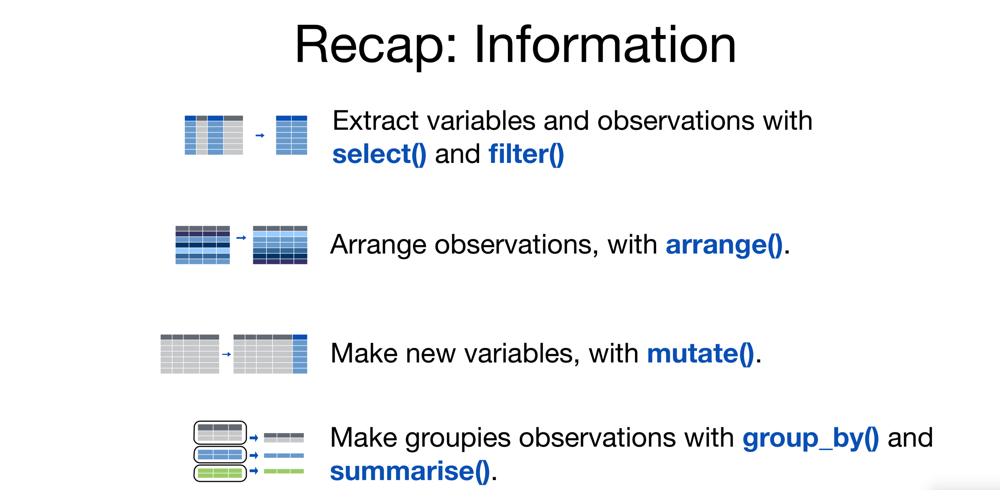 Recap: Information
Extract variables and observations with
select() and filter()
Arrange observations, with arrange().
Make new variables, with mutate().
Make groupies observations with group_by() and
summarise().